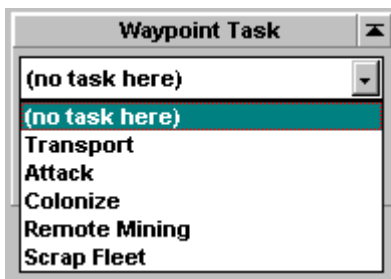 Waypoint Task
(no task here)
(no task here)
Transport
Attack
Colonize
Remote Mining
Scrap Fleet